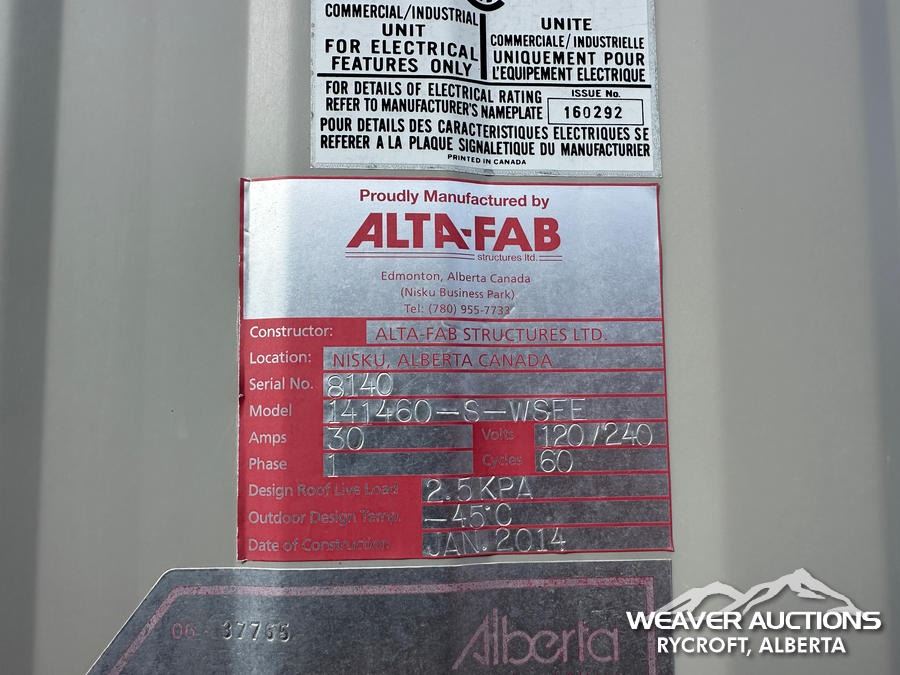 COMMERCIAL/INDUSTRIAL
UNIT
FOR ELECTRICAL
FEATURES ONLY
UNITE
COMMERCIALE/INDUSTRIELLE
UNIQUEMENT POUR
L'EQUIPEMENT ELECTRIQUE
FOR DETAILS OF ELECTRICAL RATING
REFER TO MANUFACTURER'S NAMEPLATE
ISSUE No.
160292
POUR DETAILS DES CARACTERISTIQUES ELECTRIQUES SE
REFERER A LA PLAQUE SIGNALETIQUE DU MANUFACTURIER
PRINTED IN CANADA
Proudly Manufactured by
ALTA-FAB
structures ltd.
Edmonton, Alberta Canada
(Nisku Business Park)
Tel: (780) 955-7733
Constructor: ALTA-FAB STRUCTURES LTD.
Location: NISKU, ALBERTA CANADA
Serial No. 8140
Model 141460-S-WSFE
Amps 30 Volts 120/240
Phase 1 Cycles 60
Design Roof Live Load 2.5 KPA
Outdoor Design Temp. -45°C
Date of Construction JAN. 2014
06-37765
Alberta
WEAVER AUCTIONS
RYCROFT, ALBERTA